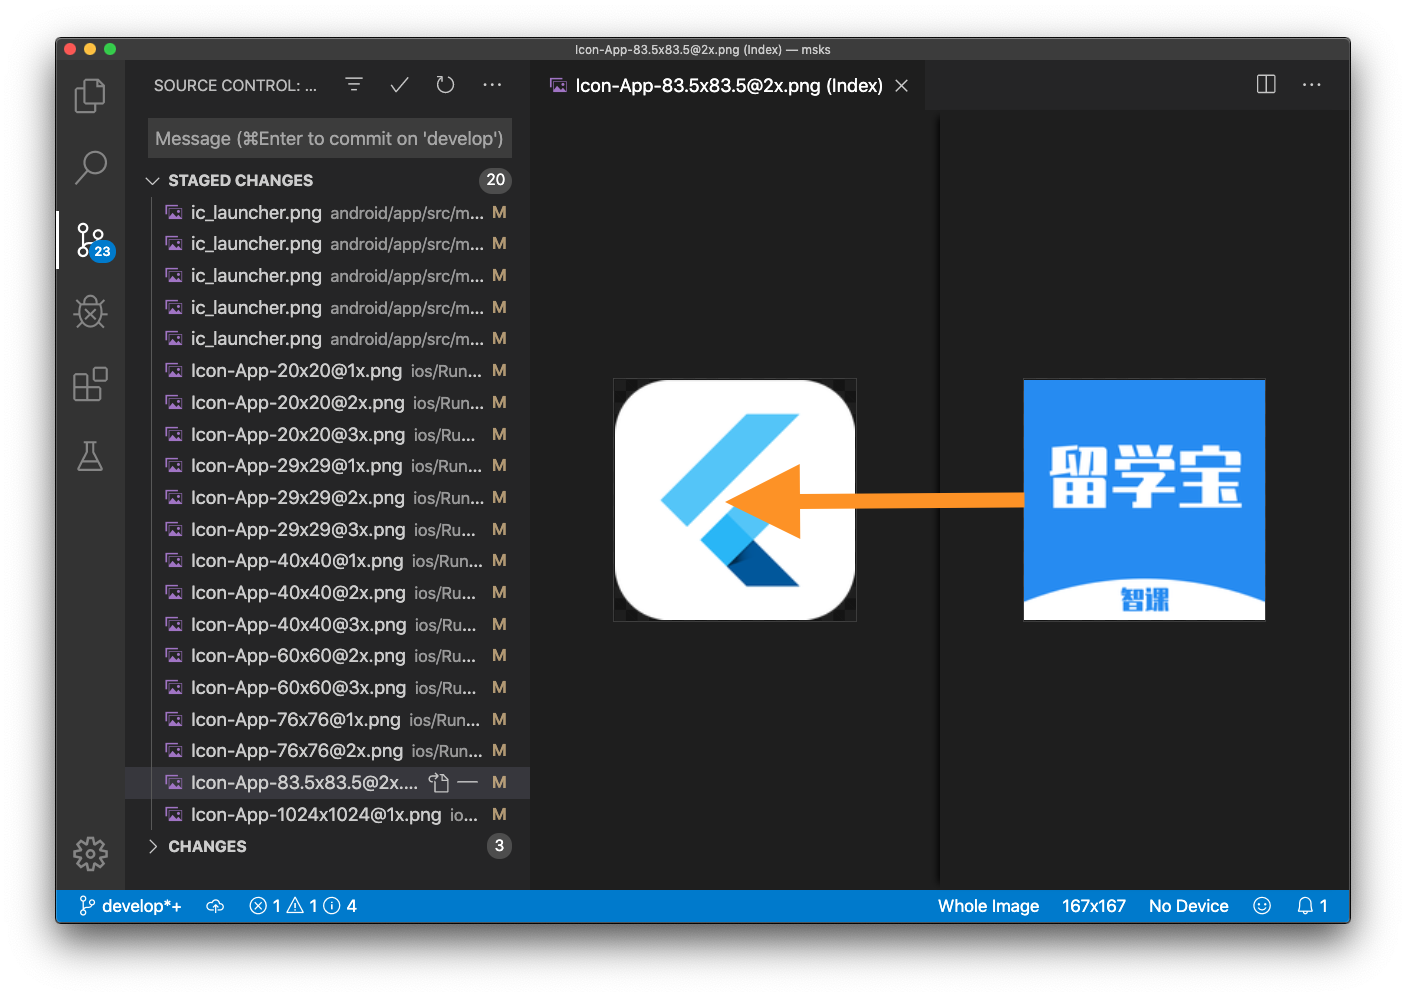 Icon-App-83.5x83.5@2x.png (Index) — msks
SOURCE CONTROL: ...
Icon-App-83.5x83.5@2x.png (Index)
Message (⌘Enter to commit on 'develop')
STAGED CHANGES 20
ic_launcher.png android/app/src/m... M
ic_launcher.png android/app/src/m... M
ic_launcher.png android/app/src/m... M
ic_launcher.png android/app/src/m... M
ic_launcher.png android/app/src/m... M
Icon-App-20x20@1x.png ios/Run... M
Icon-App-20x20@2x.png ios/Run... M
Icon-App-20x20@3x.png ios/Ru... M
Icon-App-29x29@1x.png ios/Run... M
Icon-App-29x29@2x.png ios/Run... M
Icon-App-29x29@3x.png ios/Ru... M
Icon-App-40x40@1x.png ios/Run... M
Icon-App-40x40@2x.png ios/Ru... M
Icon-App-40x40@3x.png ios/Ru... M
Icon-App-60x60@2x.png ios/Ru... M
Icon-App-60x60@3x.png ios/Ru... M
Icon-App-76x76@1x.png ios/Run... M
Icon-App-76x76@2x.png ios/Run... M
Icon-App-83.5x83.5@2x.... M
Icon-App-1024x1024@1x.png io... M
CHANGES 3
23
留学宝
智课
develop*+ 1 1 4
Whole Image 167x167 No Device 1